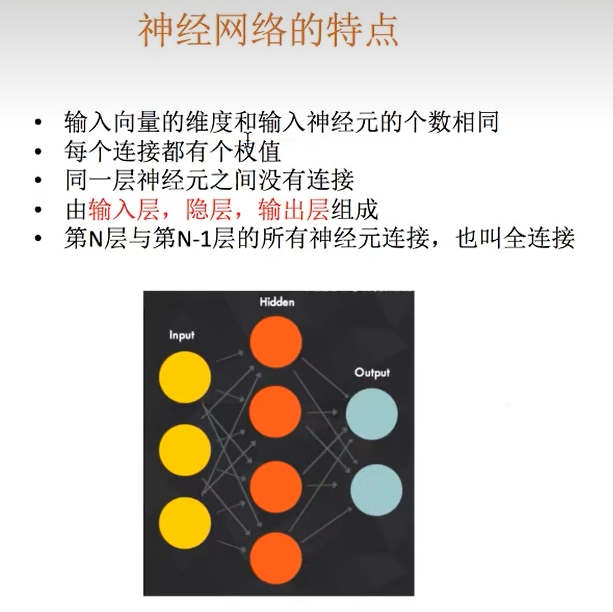 神经网络的特点
输入向量的维度和输入神经元的个数相同
每个连接都有个权值
同一层神经元之间没有连接
由输入层，隐层，输出层组成
第N层与第N-1层的所有神经元连接，也叫全连接
Hidden
Input
Output